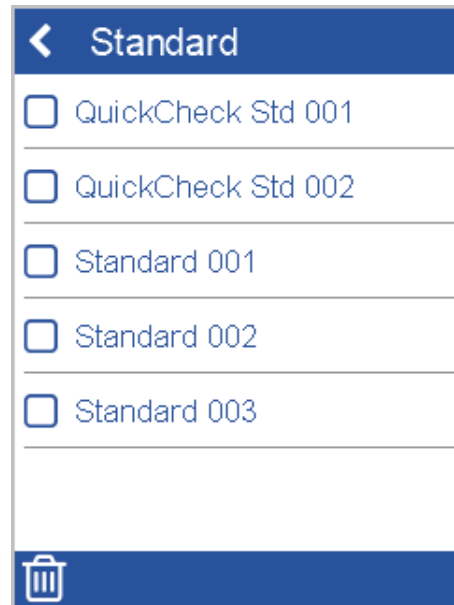 Standard
QuickCheck Std 001
QuickCheck Std 002
Standard 001
Standard 002
Standard 003